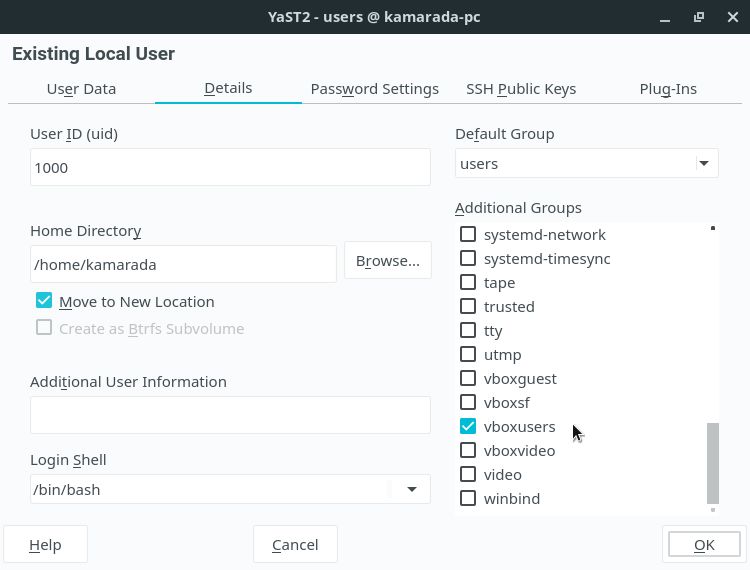 YaST2 - users @ kamarada-pc
Existing Local User
User Data
Details
Password Settings
SSH Public Keys
Plug-Ins
User ID (uid)
1000
Home Directory
/home/kamarada
Browse...
Move to New Location
Create as Btrfs Subvolume
Additional User Information
Login Shell
/bin/bash
Default Group
users
Additional Groups
systemd-network
systemd-timesync
tape
trusted
tty
utmp
vboxguest
vboxsf
vboxusers
vboxvideo
video
winbind
Help
Cancel
OK